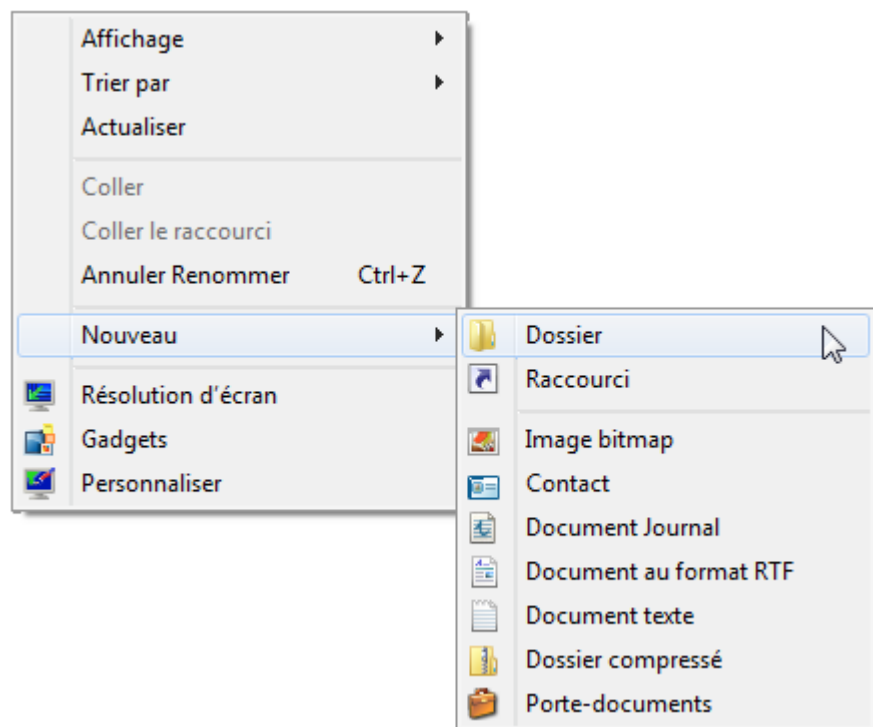 Affichage
Trier par
Actualiser
Coller
Coller le raccourci
Annuler Renommer Ctrl+Z
Nouveau
Résolution d'écran
Gadgets
Personnaliser
Dossier
Raccourci
Image bitmap
Contact
Document Journal
Document au format RTF
Document texte
Dossier compressé
Porte-documents